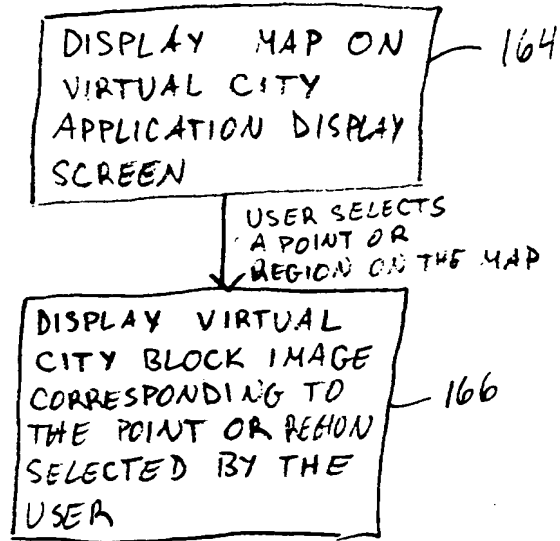 DISPLAY MAP ON
164
VIRTUAL CITY
APPLICATION DISPLAY
SCREEN
USER SELECTS
A POINT OR
REGION ON THE MAP
DISPLAY VIRTUAL
CITY BLOCK IMAGE
CORRESPONDING TO
166
THE POINT OR REGION
SELECTED BY THE
USER